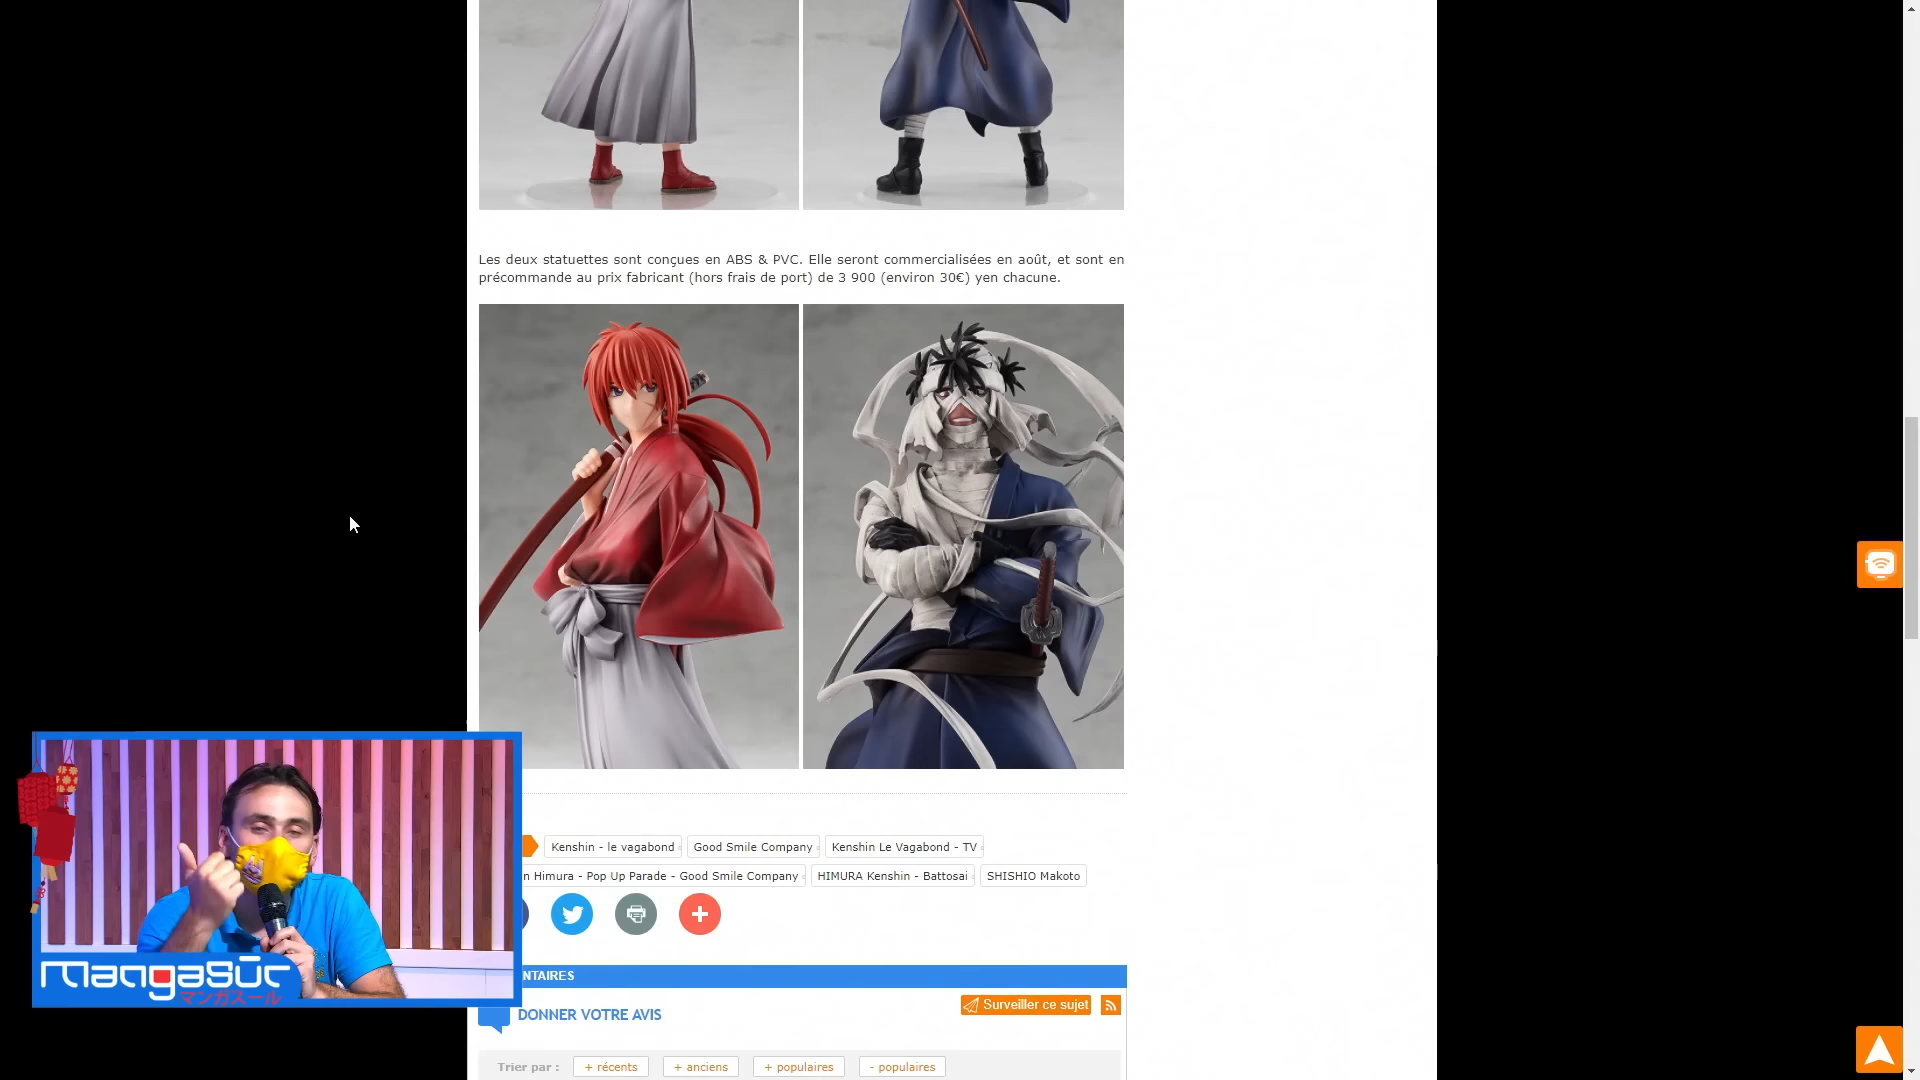 Les deux statuettes sont conçues en ABS & PVC. Elle seront commercialisées en août, et sont en
précommande au prix fabricant (hors frais de port) de 3 900 (environ 30€) yen chacune.
Kenshin - le vagabond
Good Smile Company
Kenshin Le Vagabond - TV
n Himura - Pop Up Parade - Good Smile Company
HIMURA Kenshin - Battosai
SHISHIO Makoto
mangaSūr
マンガスール
NTAIRES
Surveiller ce sujet
DONNER VOTRE AVIS
Trier par :
+ récents
+ anciens
+ populaires
- populaires